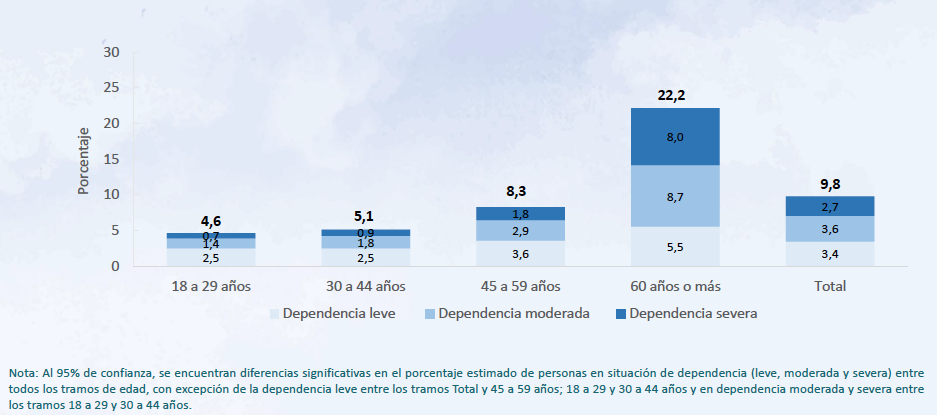 30
25
20
15
10
5
0
Porcentaje
4,6
0,7
1,4
2,5
5,1
0,9
1,8
2,5
8,3
1,8
2,9
3,6
22,2
8,0
8,7
5,5
9,8
2,7
3,6
3,4
18 a 29 años
30 a 44 años
45 a 59 años
60 años o más
Total
Dependencia leve
Dependencia moderada
Dependencia severa
Nota: Al 95% de confianza, se encuentran diferencias significativas en el porcentaje estimado de personas en situación de dependencia (leve, moderada y severa) entre
todos los tramos de edad, con excepción de la dependencia leve entre los tramos Total y 45 a 59 años; 18 a 29 y 30 a 44 años y en dependencia moderada y severa entre
los tramos 18 a 29 y 30 a 44 años.